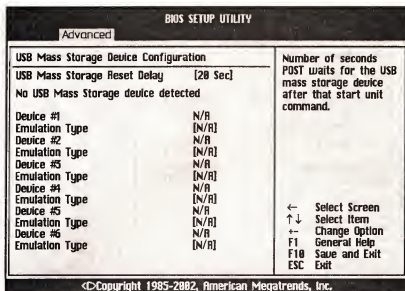 BIOS SETUP UTILITY
Advanced
USB Mass Storage Device Configuration
USB Mass Storage Reset Delay [20 Sec]
No USB Mass Storage device detected
Device #1 N/A
Emulation Type [N/A]
Device #2 N/A
Emulation Type [N/A]
Device #3 N/A
Emulation Type [N/A]
Device #4 N/A
Emulation Type [N/A]
Device #5 N/A
Emulation Type [N/A]
Device #6 N/A
Emulation Type [N/A]
Number of seconds
POST waits for the USB
mass storage device
after that start unit
command.
← Select Screen
↑↓ Select Item
+- Change Option
F1 General Help
F10 Save and Exit
ESC Exit
<C>Copyright 1985-2002, American Megatrends, Inc.